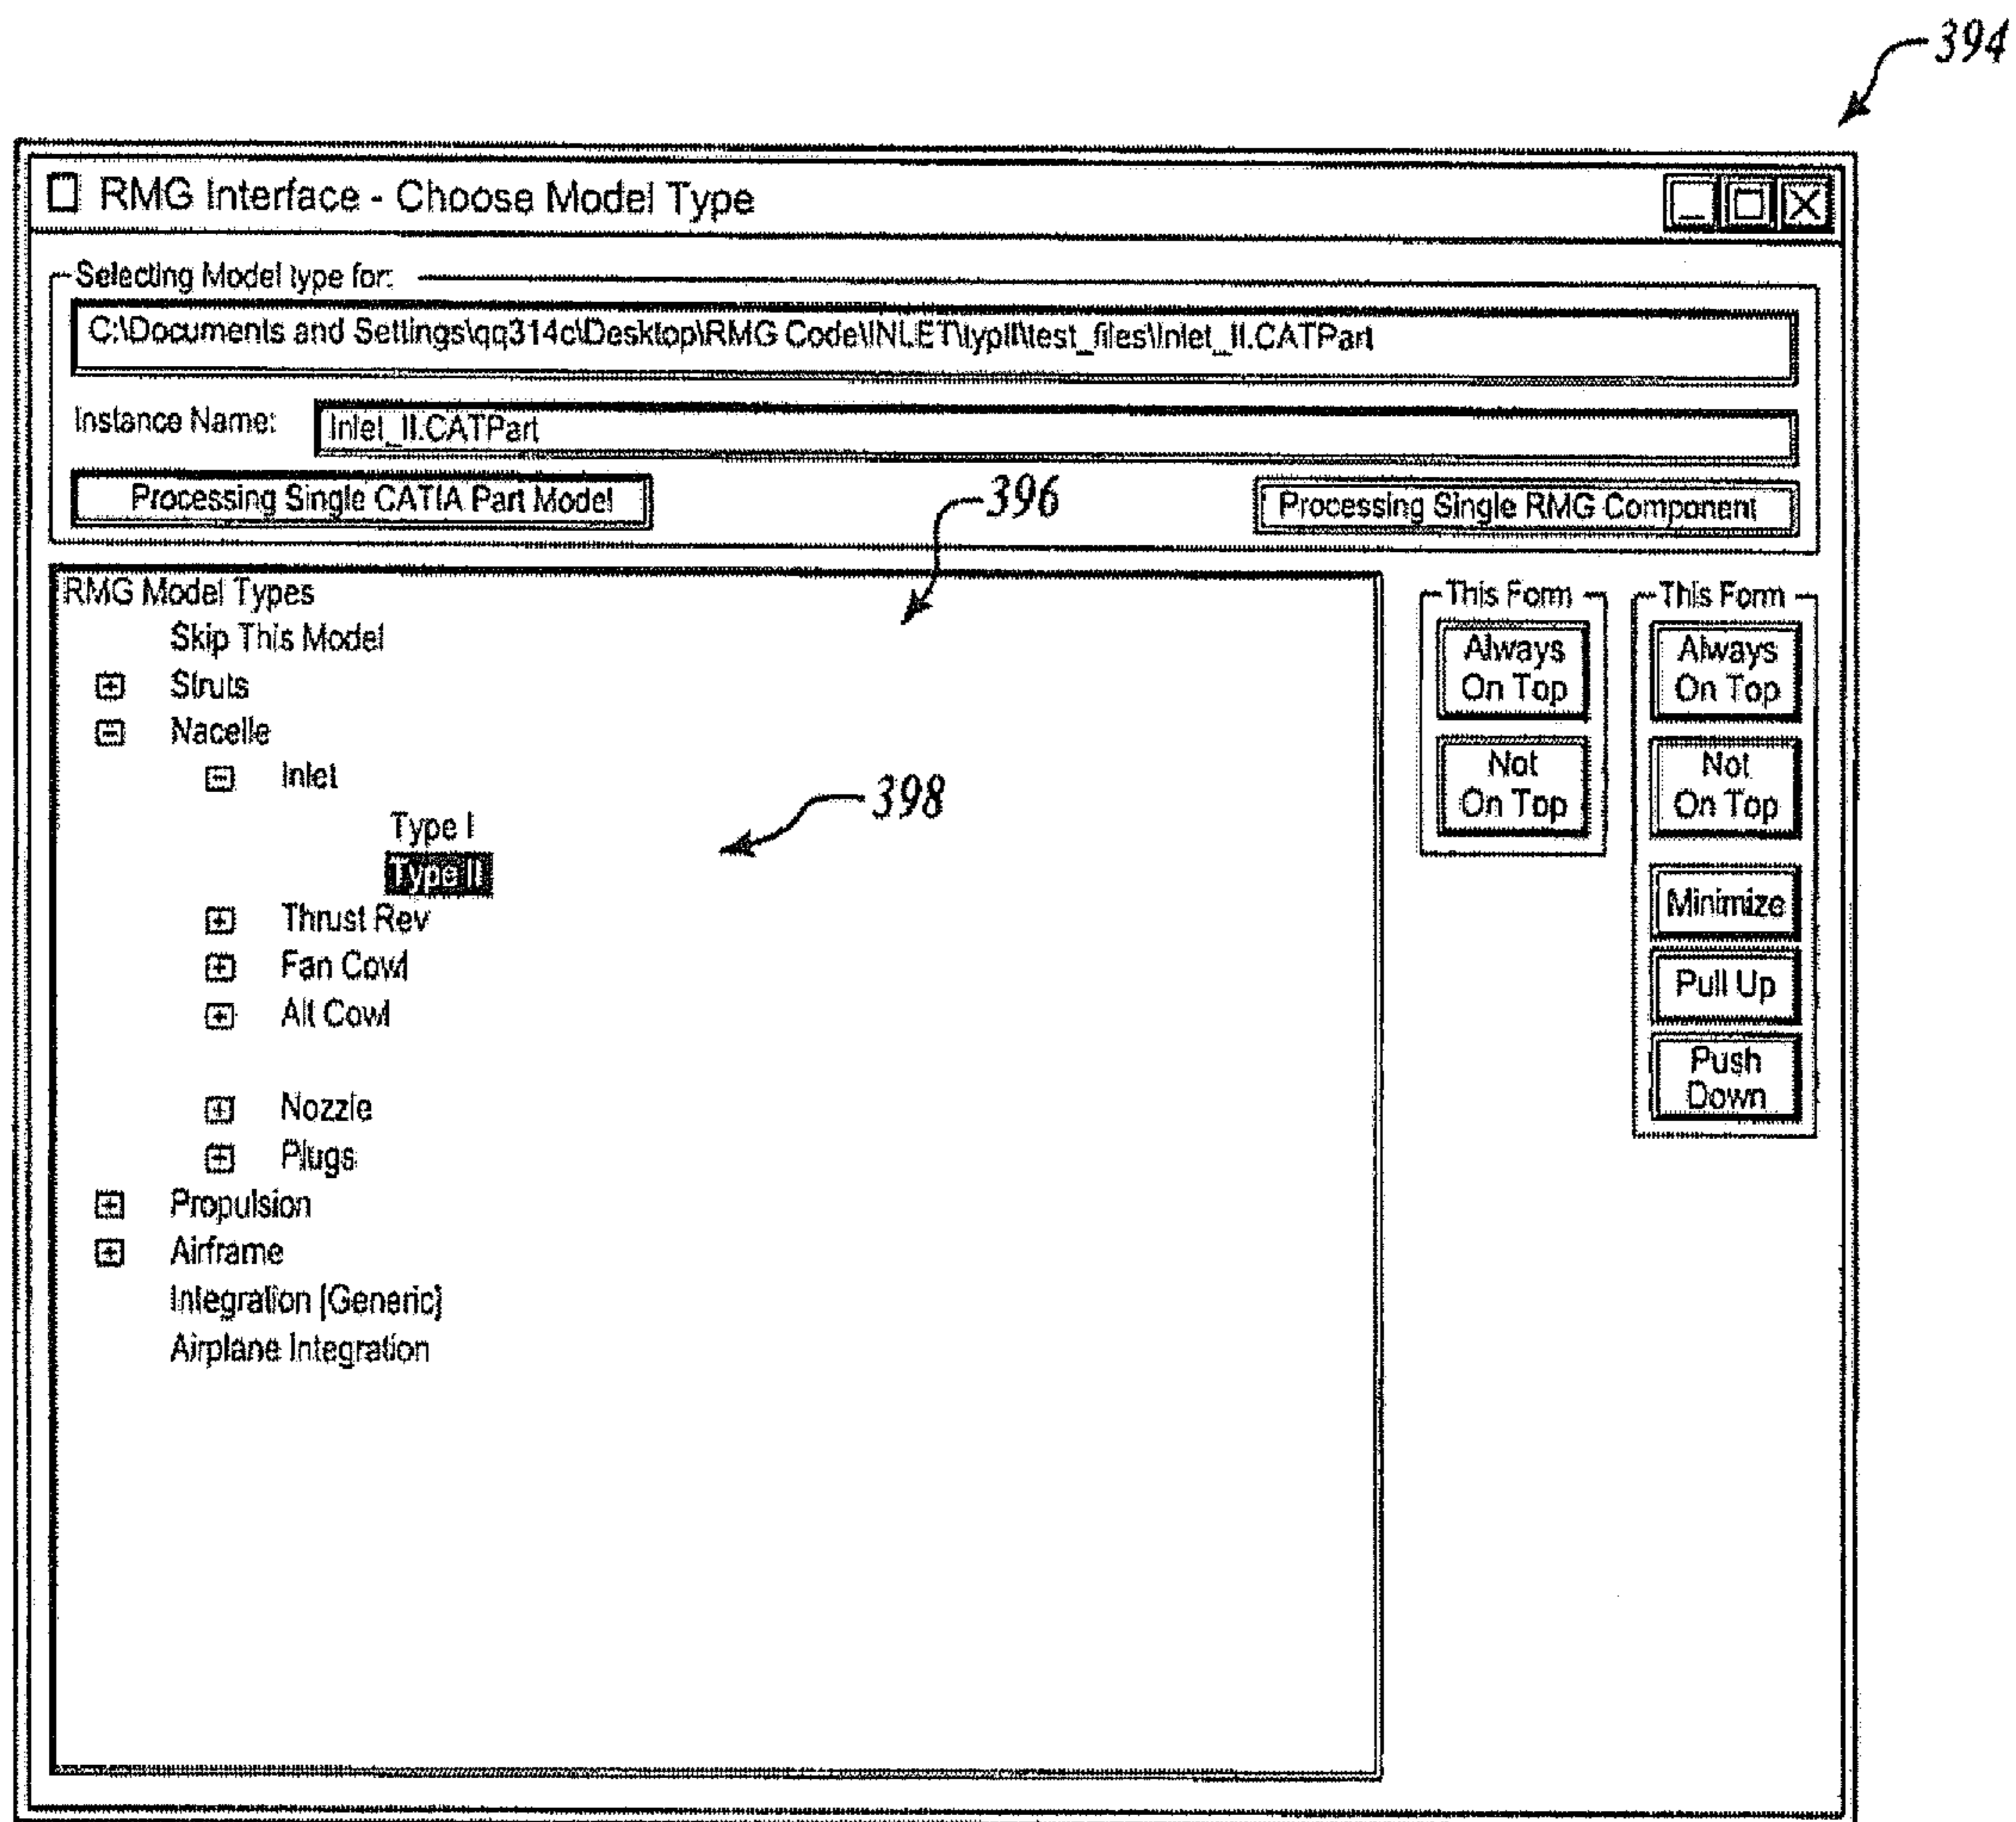 394
RMG Interface - Choose Model Type
Selecting Model type for:
C:\Documents and Settings\qq314c\Desktop\RMG Code\INLET\typII\test_files\Inlet_II.CATPart
Instance Name: Inlet_II.CATPart
Processing Single CATIA Part Model
Processing Single RMG Component
396
RMG Model Types
Skip This Model
Struts
Nacelle
Inlet
Type I
Type II
398
Thrust Rev
Fan Cowl
Aft Cowl
Nozzle
Plugs
Propulsion
Airframe
Integration [Generic]
Airplane Integration
This Form
Always
On Top
Not
On Top
This Form
Always
On Top
Not
On Top
Minimize
Pull Up
Push
Down